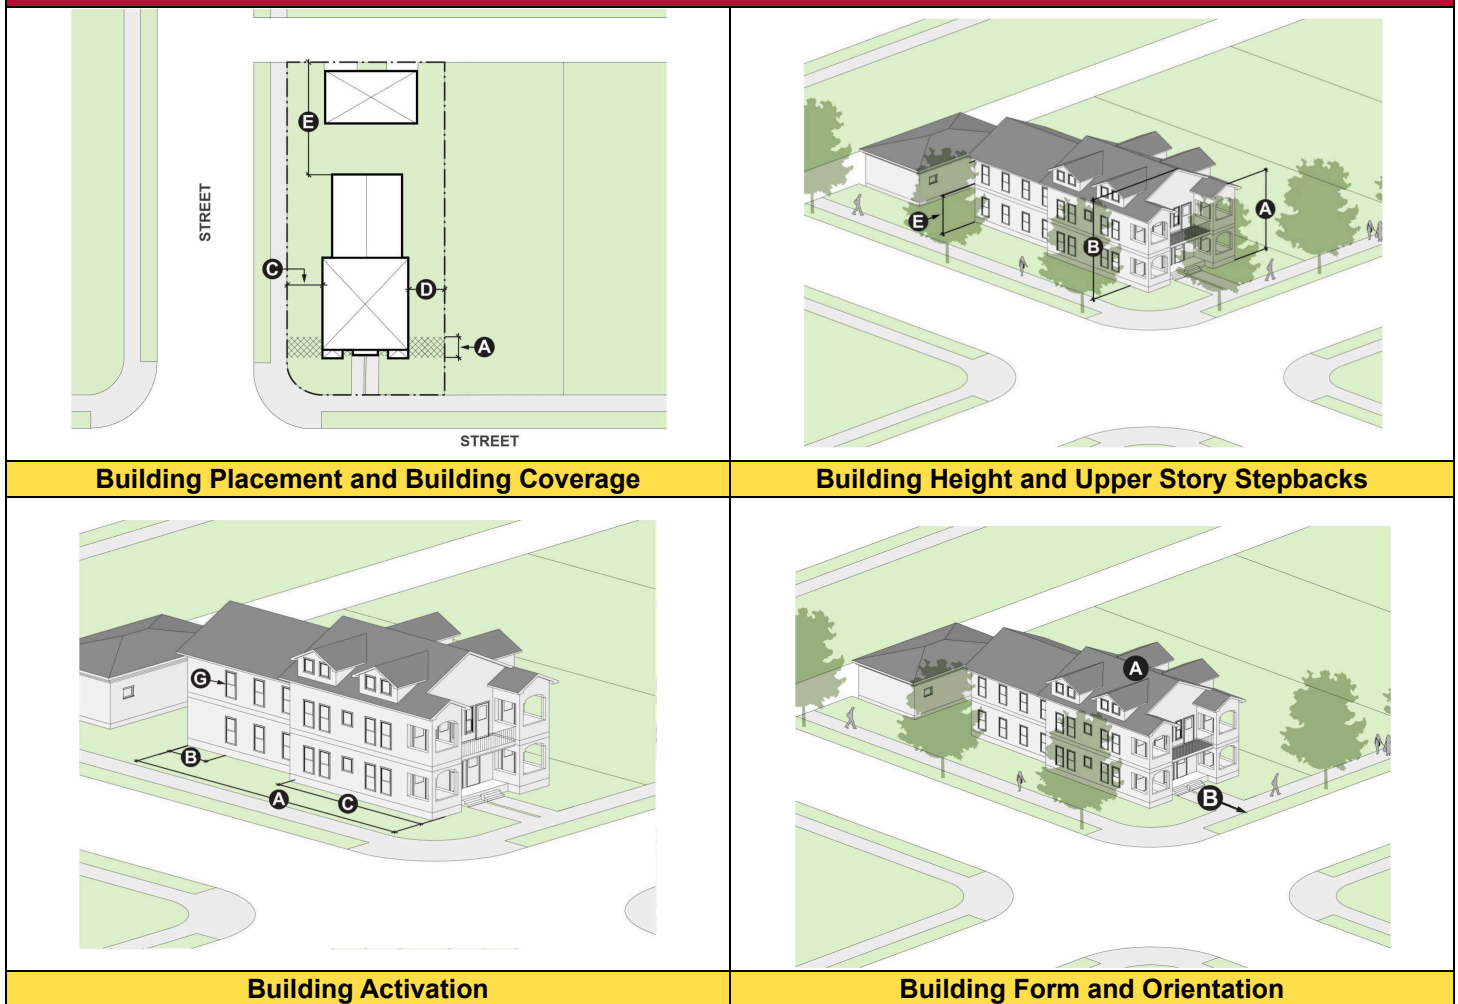 E
STREET
C
D
A
STREET
A
E
B
Building Placement and Building Coverage
Building Height and Upper Story Stepbacks
G
B
A
C
A
B
Building Activation
Building Form and Orientation